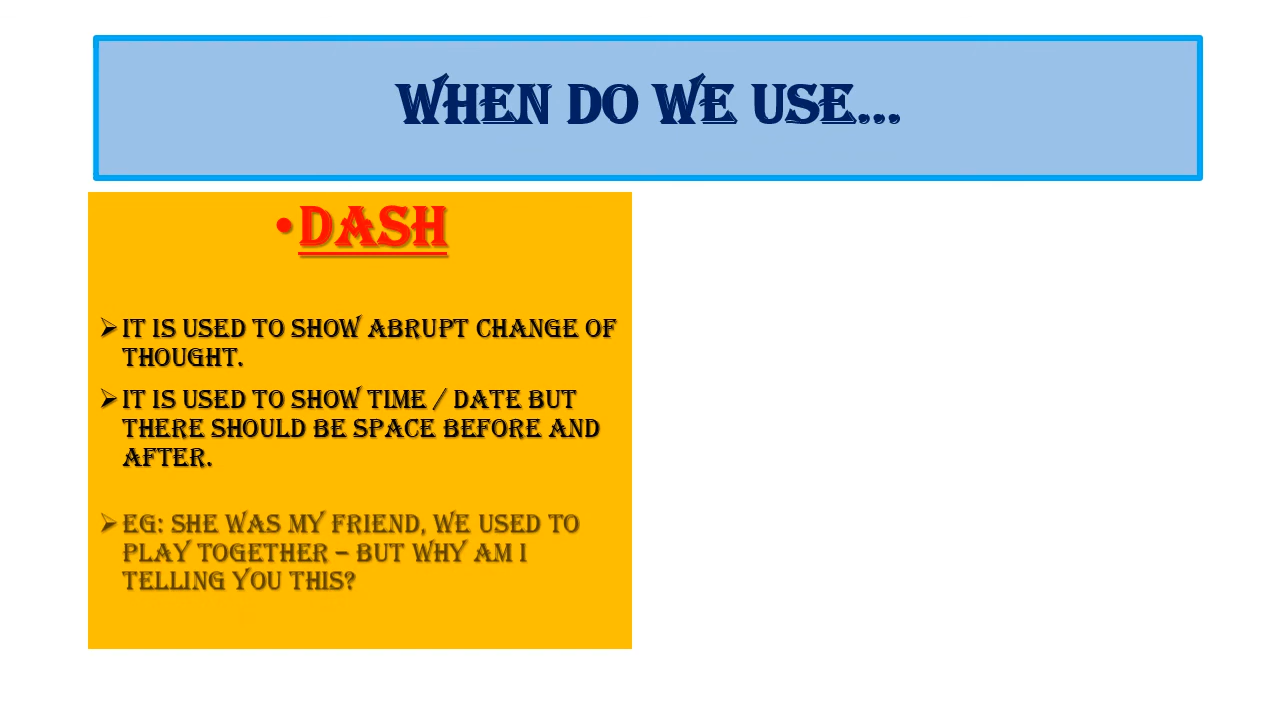 WHEN DO WE USE...
•DASH
➢IT IS USED TO SHOW ABRUPT CHANGE OF
THOUGHT.
➢IT IS USED TO SHOW TIME / DATE BUT
THERE SHOULD BE SPACE BEFORE AND
AFTER.
➢EG: SHE WAS MY FRIEND, WE USED TO
PLAY TOGETHER – BUT WHY AM I
TELLING YOU THIS?